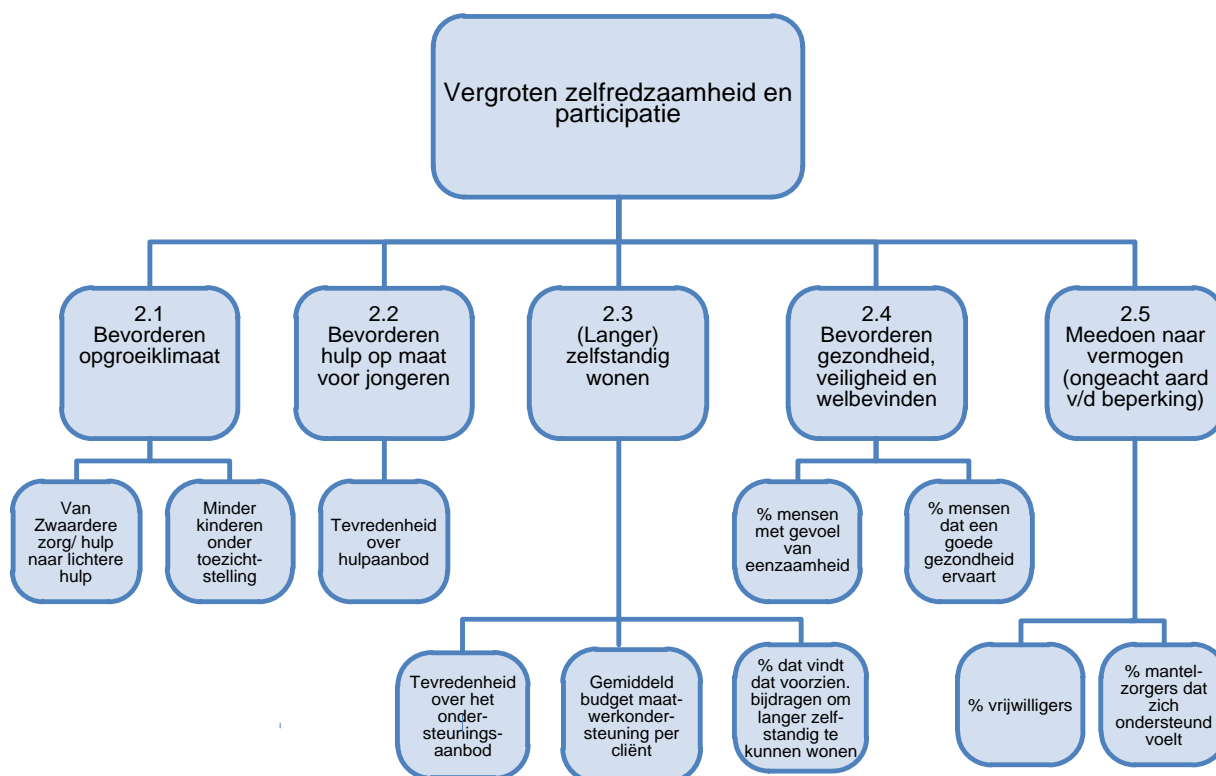 Vergroten zelfredzaamheid en
participatie
2.1
Bevorderen
opgroeiklimaat
2.2
Bevorderen
hulp op maat
voor jongeren
2.3
(Langer)
zelfstandig
wonen
2.4
Bevorderen
gezondheid,
veiligheid en
welbevinden
2.5
Meedoen naar
vermogen
(ongeacht aard
v/d beperking)
Van
Zwaardere
zorg/ hulp
naar lichtere
hulp
Minder
kinderen
onder
toezicht-
stelling
Tevredenheid
over
hulpaanbod
% mensen
met gevoel
van
eenzaamheid
% mensen
dat een
goede
gezondheid
ervaart
Tevredenheid
over het
onder-
steunings-
aanbod
Gemiddeld
budget maat-
werkonder-
steuning per
cliënt
% dat vindt
dat voorzien.
bijdragen om
langer zelf-
standig te
kunnen wonen
% vrijwilligers
% mantel-
zorgers dat
zich
ondersteund
voelt